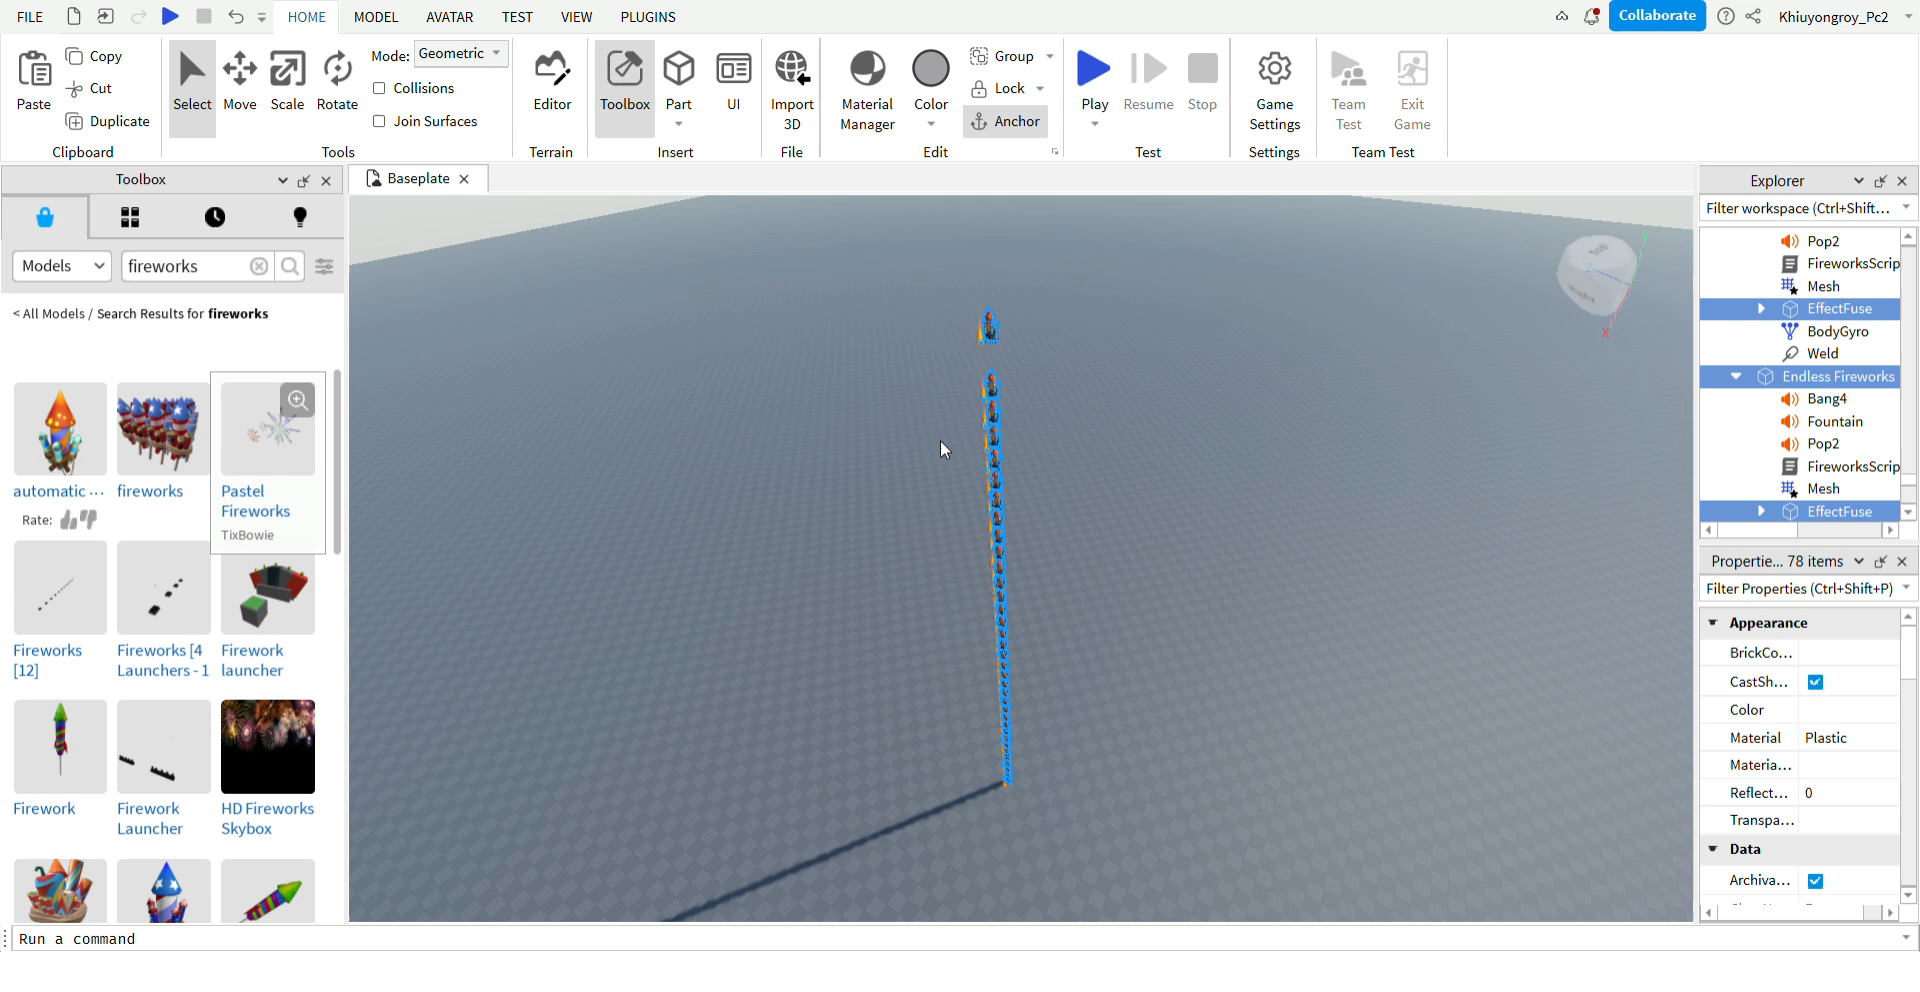 FILE HOME MODEL AVATAR TEST VIEW PLUGINS Collaborate Khiuyongroy_Pc2
Paste Copy Cut Duplicate
Clipboard
Select Move Scale Rotate
Mode: Geometric
Collisions
Join Surfaces
Tools
Editor
Terrain
Toolbox Part UI
Insert
Import 3D
File
Material Manager Color
Group
Lock
Anchor
Edit
Play Resume Stop
Test
Game Settings
Settings
Team Test Exit Game
Team Test
Toolbox
Models fireworks
< All Models / Search Results for fireworks
automatic ... fireworks Pastel Fireworks
Rate: TixBowie
Fireworks [12] Fireworks [4 Launchers - 1 Firework launcher
Firework Firework Launcher HD Fireworks Skybox
Baseplate
TOP
Z
Y
X
Explorer
Filter workspace (Ctrl+Shift...
Pop2
FireworksScrip
Mesh
EffectFuse
BodyGyro
Weld
Endless Fireworks
Bang4
Fountain
Pop2
FireworksScrip
Mesh
EffectFuse
Propertie... 78 items
Filter Properties (Ctrl+Shift+P)
Appearance
BrickCo...
CastSh...
Color
Material Plastic
Materia...
Reflect... 0
Transpa...
Data
Archiva...
Run a command